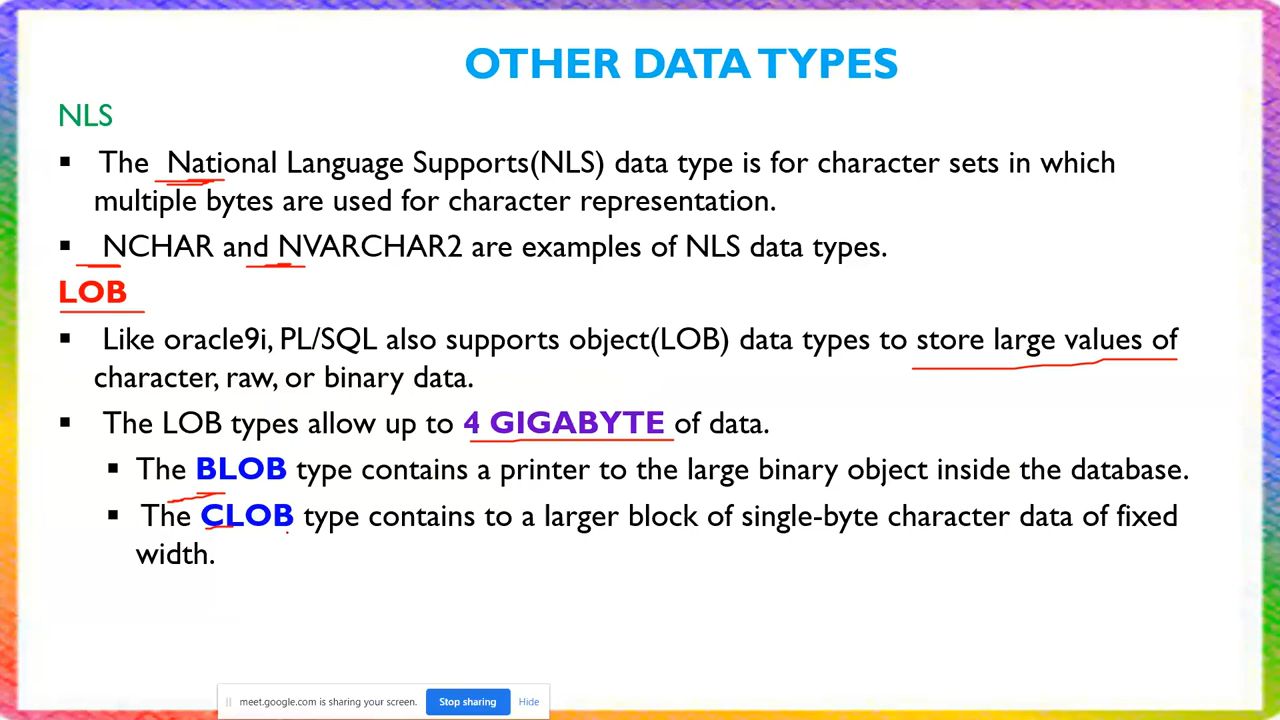 OTHER DATA TYPES
NLS
▪ The National Language Supports(NLS) data type is for character sets in which
multiple bytes are used for character representation.
▪ NCHAR and NVARCHAR2 are examples of NLS data types.
LOB
▪ Like oracle9i, PL/SQL also supports object(LOB) data types to store large values of
character, raw, or binary data.
▪ The LOB types allow up to 4 GIGABYTE of data.
▪ The BLOB type contains a printer to the large binary object inside the database.
▪ The CLOB type contains to a larger block of single-byte character data of fixed
width.
meet.google.com is sharing your screen. Stop sharing Hide